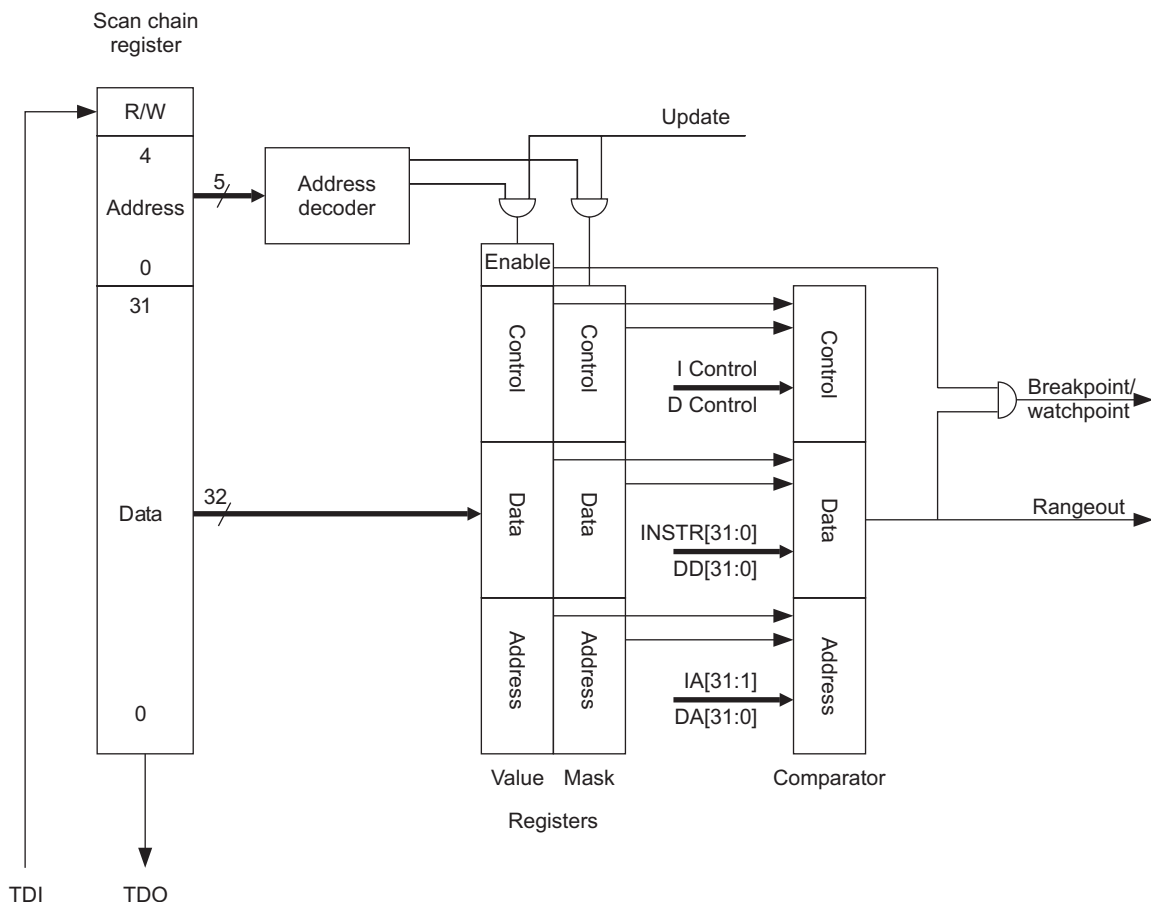 Scan chain
register
R/W
Update
4
Address
0
5
Address
decoder
Enable
31
Control
Control
Control
I Control
D Control
Breakpoint/
watchpoint
Data
32
Data
Data
Data
INSTR[31:0]
DD[31:0]
Rangeout
Address
Address
Address
IA[31:1]
DA[31:0]
0
Value
Mask
Comparator
Registers
TDI
TDO